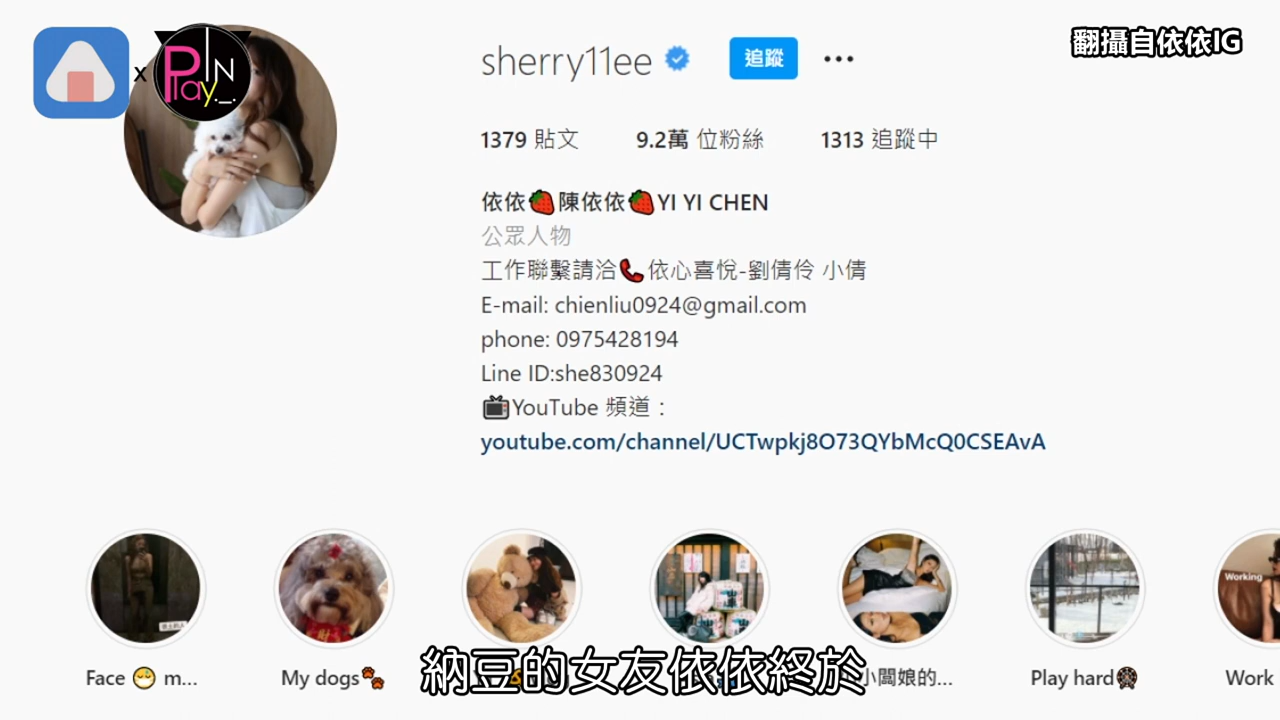 翻攝自依依IG
x
PlayIN
sherry11ee
追蹤
1379 貼文
9.2萬 位粉絲
1313 追蹤中
依依🍓陳依依🍓YI YI CHEN
公眾人物
工作聯繫請洽📞依心喜悅-劉倩伶 小倩
E-mail: chienliu0924@gmail.com
phone: 0975428194
Line ID:she830924
📺YouTube 頻道：
youtube.com/channel/UCTwpkj8O73QYbMcQ0CSEAvA
Working
Face 😷 m...
My dogs🐾
小闆娘的...
Play hard🎡
Work
納豆的女友依依終於